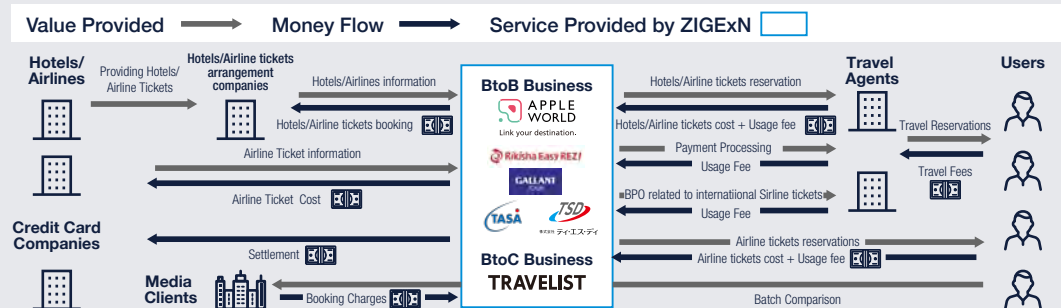 Value Provided
Money Flow
Service Provided by ZIGExN
Hotels/
Airlines
Providing Hotels/
Airline Tickets
Hotels/Airline tickets
arrangement
companies
Hotels/Airlines information
Hotels/Airline tickets booking
BtoB Business
APPLE
WORLD
Link your destination.
Rikisha Easy REZ!
GALLANT
TASA
TSD
株式会社 ティ・エス・ディ
BtoC Business
TRAVELIST
Hotels/Airline tickets reservation
Hotels/Airline tickets cost + Usage fee
Payment Processing
Usage Fee
BPO related to internatiional Sirline tickets
Usage Fee
Airline tickets reservations
Airline tickets cost + Usage fee
Batch Comparison
Travel
Agents
Users
Travel Reservations
Travel Fees
Airline Ticket information
Airline Ticket Cost
Credit Card
Companies
Settlement
Media
Clients
Booking Charges